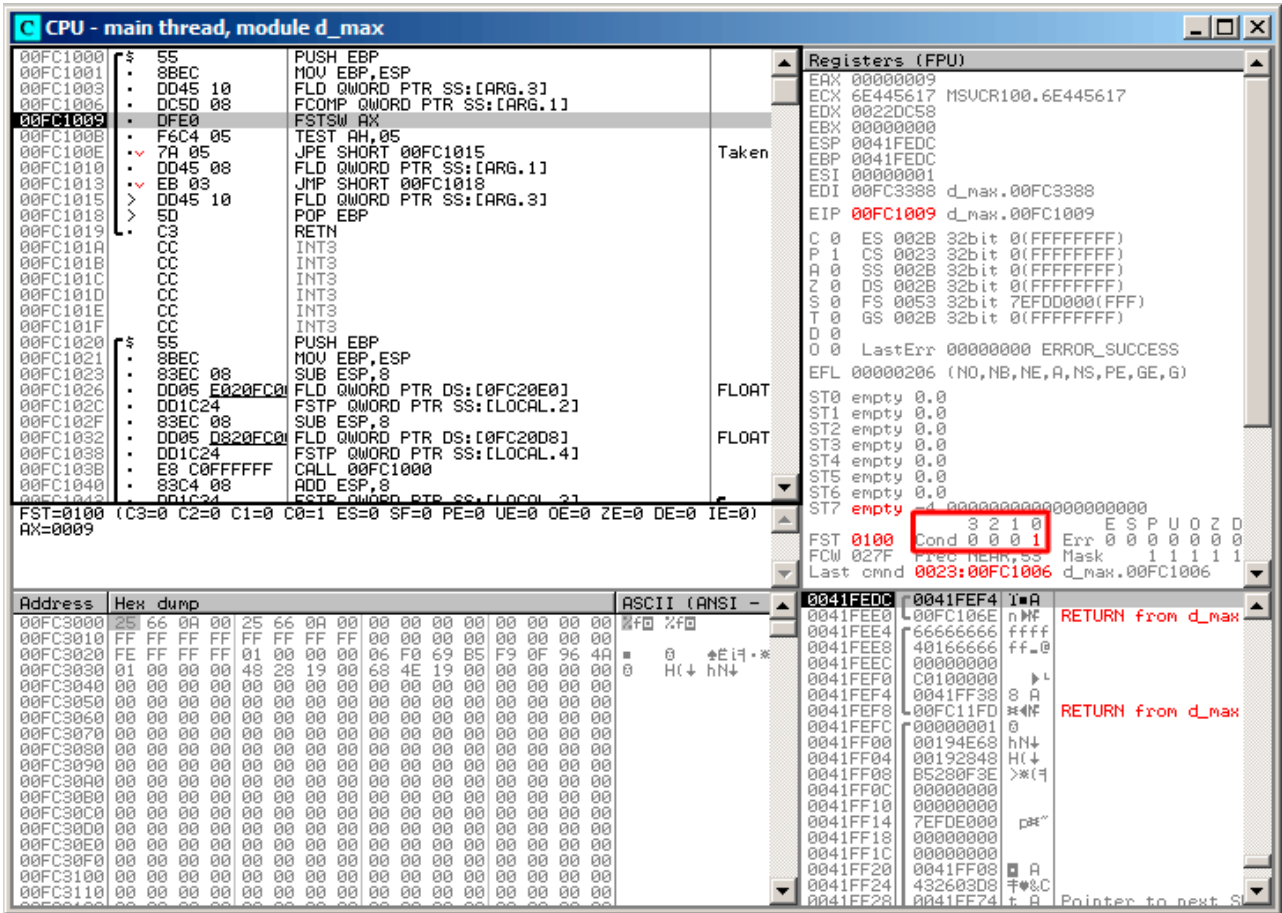 C CPU - main thread, module d_max
00FC1000 $ 55 PUSH EBP
00FC1001 . 8BEC MOV EBP,ESP
00FC1003 . DD45 10 FLD QWORD PTR SS:[ARG.3]
00FC1006 . DC5D 08 FCOMP QWORD PTR SS:[ARG.1]
00FC1009 . DFE0 FSTSW AX
00FC100B . F6C4 05 TEST AH,05
00FC100E . 7A 05 JPE SHORT 00FC1015 Taken
00FC1010 . DD45 08 FLD QWORD PTR SS:[ARG.1]
00FC1013 . EB 03 JMP SHORT 00FC1018
00FC1015 > DD45 10 FLD QWORD PTR SS:[ARG.3]
00FC1018 > 5D POP EBP
00FC1019 . C3 RETN
00FC101A CC INT3
00FC101B CC INT3
00FC101C CC INT3
00FC101D CC INT3
00FC101E CC INT3
00FC101F CC INT3
00FC1020 $ 55 PUSH EBP
00FC1021 . 8BEC MOV EBP,ESP
00FC1023 . 83EC 08 SUB ESP,8
00FC1026 . DD05 E020FC0 FLD QWORD PTR DS:[0FC20E0] FLOAT
00FC102C . DD1C24 FSTP QWORD PTR SS:[LOCAL.2]
00FC102F . 83EC 08 SUB ESP,8
00FC1032 . DD05 D820FC0 FLD QWORD PTR DS:[0FC20D8] FLOAT
00FC1038 . DD1C24 FSTP QWORD PTR SS:[LOCAL.4]
00FC103B . E8 C0FFFFFF CALL 00FC1000
00FC1040 . 83C4 08 ADD ESP,8
00FC1043 . DD1C24 FSTP QWORD PTR SS:[LOCAL.2]
FST=0100 (C3=0 C2=0 C1=0 C0=1 ES=0 SF=0 PE=0 UE=0 OE=0 ZE=0 DE=0 IE=0)
AX=0009
Registers (FPU)
EAX 00000009
ECX 6E445617 MSVCR100.6E445617
EDX 0022DC58
EBX 00000000
ESP 0041FEDC
EBP 0041FEDC
ESI 00000001
EDI 00FC3388 d_max.00FC3388
EIP 00FC1009 d_max.00FC1009
C 0 ES 002B 32bit 0(FFFFFFFF)
P 1 CS 0023 32bit 0(FFFFFFFF)
A 0 SS 002B 32bit 0(FFFFFFFF)
Z 0 DS 002B 32bit 0(FFFFFFFF)
S 0 FS 0053 32bit 7EFDD000(FFF)
T 0 GS 002B 32bit 0(FFFFFFFF)
D 0
O 0 LastErr 00000000 ERROR_SUCCESS
EFL 00000206 (NO,NB,NE,A,NS,PE,GE,G)
ST0 empty 0.0
ST1 empty 0.0
ST2 empty 0.0
ST3 empty 0.0
ST4 empty 0.0
ST5 empty 0.0
ST6 empty 0.0
ST7 empty -4.0000000000000000000
3 2 1 0 E S P U O Z D
FST 0100 Cond 0 0 0 1 Err 0 0 0 0 0 0 0
FCW 027F Prec NEAR,53 Mask 1 1 1 1 1
Last cmnd 0023:00FC1006 d_max.00FC1006
Address Hex dump ASCII (ANSI -
00FC3000 25 66 0A 00 25 66 0A 00 00 00 00 00 00 00 00 00 %f %f
00FC3010 FF FF FF FF FF FF FF FF 00 00 00 00 00 00 00 00
00FC3020 FE FF FF FF 01 00 00 00 06 F0 69 B5 F9 0F 96 4A
00FC3030 01 00 00 00 48 28 19 00 68 4E 19 00 00 00 00 00 H(↓ hN↓
00FC3040 00 00 00 00 00 00 00 00 00 00 00 00 00 00 00 00
00FC3050 00 00 00 00 00 00 00 00 00 00 00 00 00 00 00 00
00FC3060 00 00 00 00 00 00 00 00 00 00 00 00 00 00 00 00
00FC3070 00 00 00 00 00 00 00 00 00 00 00 00 00 00 00 00
00FC3080 00 00 00 00 00 00 00 00 00 00 00 00 00 00 00 00
00FC3090 00 00 00 00 00 00 00 00 00 00 00 00 00 00 00 00
00FC30A0 00 00 00 00 00 00 00 00 00 00 00 00 00 00 00 00
00FC30B0 00 00 00 00 00 00 00 00 00 00 00 00 00 00 00 00
00FC30C0 00 00 00 00 00 00 00 00 00 00 00 00 00 00 00 00
00FC30D0 00 00 00 00 00 00 00 00 00 00 00 00 00 00 00 00
00FC30E0 00 00 00 00 00 00 00 00 00 00 00 00 00 00 00 00
00FC30F0 00 00 00 00 00 00 00 00 00 00 00 00 00 00 00 00
00FC3100 00 00 00 00 00 00 00 00 00 00 00 00 00 00 00 00
00FC3110 00 00 00 00 00 00 00 00 00 00 00 00 00 00 00 00
0041FEDC 0041FEF4
0041FEE0 00FC106E RETURN from d_max
0041FEE4 66666666 ffff
0041FEE8 40166666 ff_@
0041FEEC 00000000
0041FEF0 C0100000
0041FEF4 0041FF38 8 A
0041FEF8 00FC11FD RETURN from d_max
0041FEFC 00000001
0041FF00 00194E68 hN↓
0041FF04 00192848 H(↓
0041FF08 B5280F3E
0041FF0C 00000000
0041FF10 00000000
0041FF14 7EFDE000
0041FF18 00000000
0041FF1C 00000000
0041FF20 0041FF08
0041FF24 432603D8
0041FF28 0041FF74 t A Pointer to next S